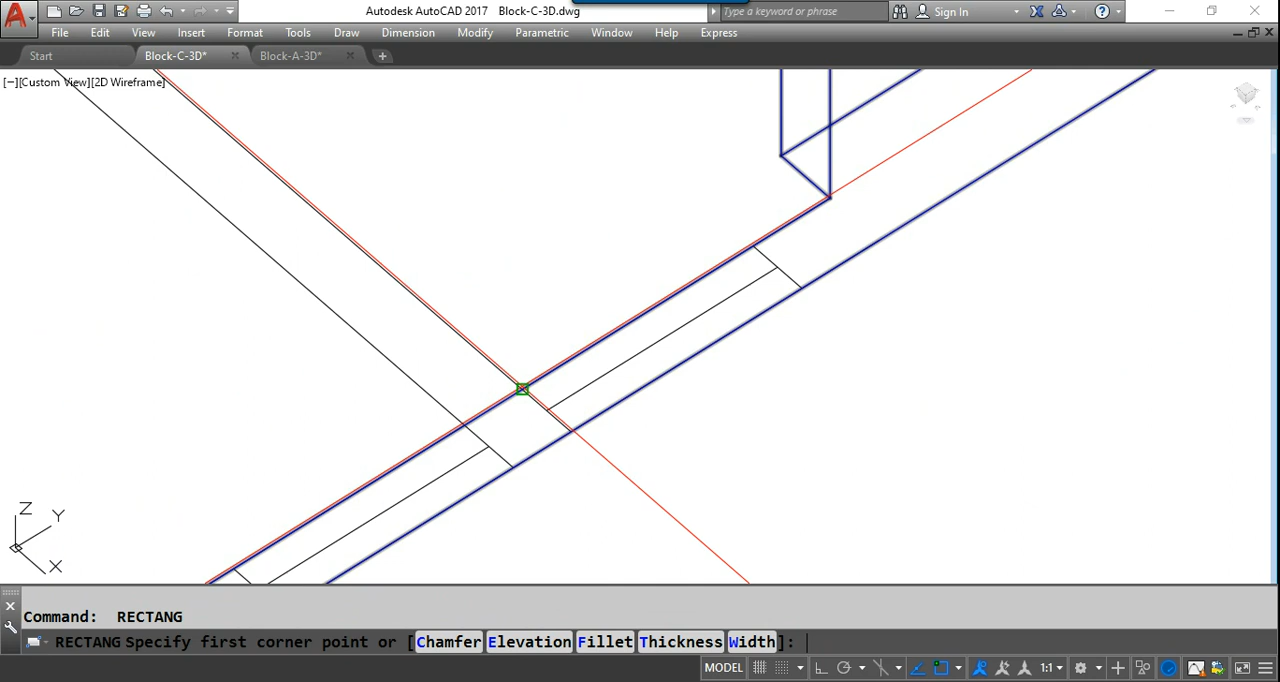 Autodesk AutoCAD 2017 Block-C-3D.dwg Type a keyword or phrase Sign In
File Edit View Insert Format Tools Draw Dimension Modify Parametric Window Help Express
Start Block-C-3D* Block-A-3D*
[−][Custom View][2D Wireframe]
Z
Y
X
Command: RECTANG
RECTANG Specify first corner point or [Chamfer Elevation Fillet Thickness Width]:
MODEL 1:1